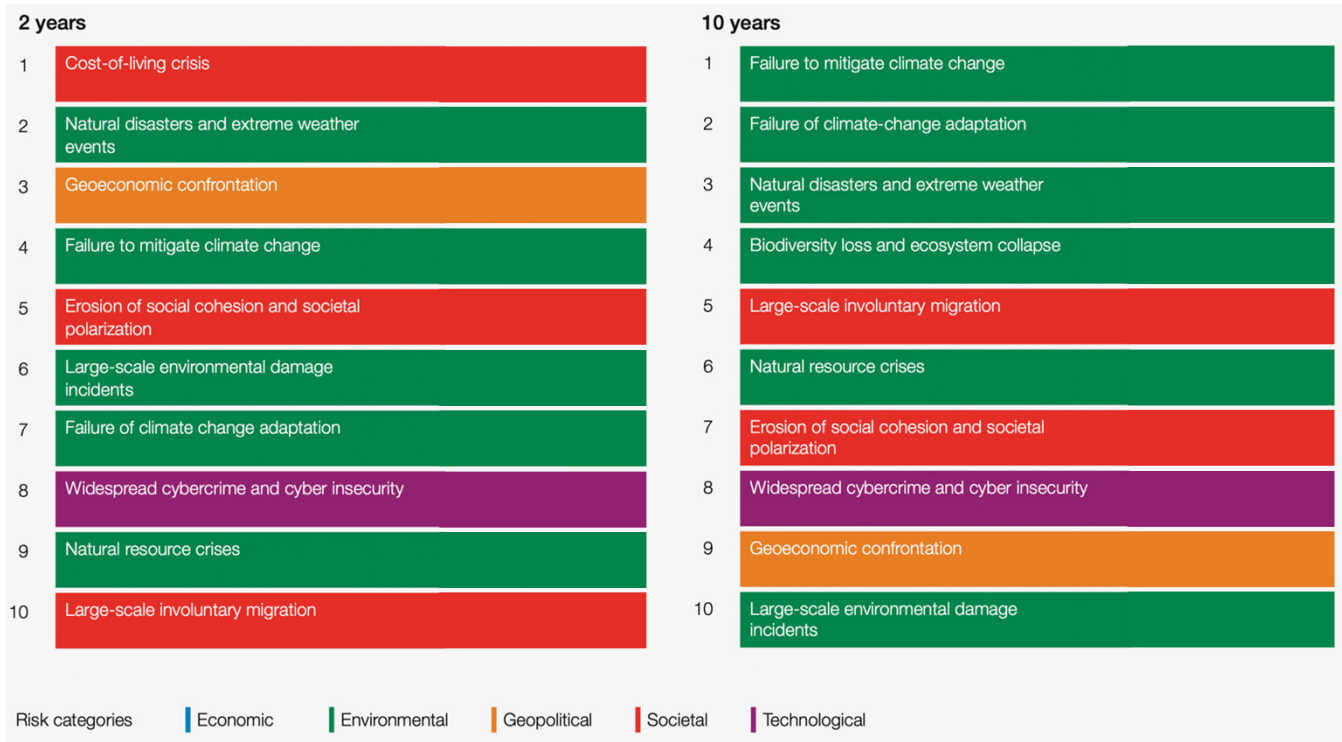 2 years
1
Cost-of-living crisis
2
Natural disasters and extreme weather
events
3
Geoeconomic confrontation
4
Failure to mitigate climate change
5
Erosion of social cohesion and societal
polarization
6
Large-scale environmental damage
incidents
7
Failure of climate change adaptation
8
Widespread cybercrime and cyber insecurity
9
Natural resource crises
10
Large-scale involuntary migration
10 years
1
Failure to mitigate climate change
2
Failure of climate-change adaptation
3
Natural disasters and extreme weather
events
4
Biodiversity loss and ecosystem collapse
5
Large-scale involuntary migration
6
Natural resource crises
7
Erosion of social cohesion and societal
polarization
8
Widespread cybercrime and cyber insecurity
9
Geoeconomic confrontation
10
Large-scale environmental damage
incidents
Risk categories Economic Environmental Geopolitical Societal Technological